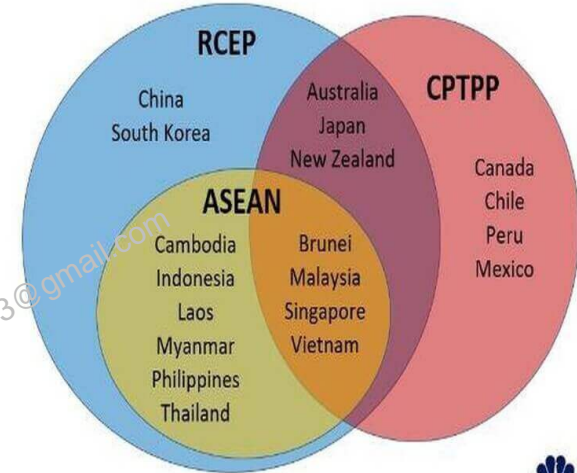 RCEP
China
South Korea
Australia
Japan
New Zealand
CPTPP
Canada
Chile
Peru
Mexico
ASEAN
Cambodia
Indonesia
Laos
Myanmar
Philippines
Thailand
Brunei
Malaysia
Singapore
Vietnam
3@gmail.com